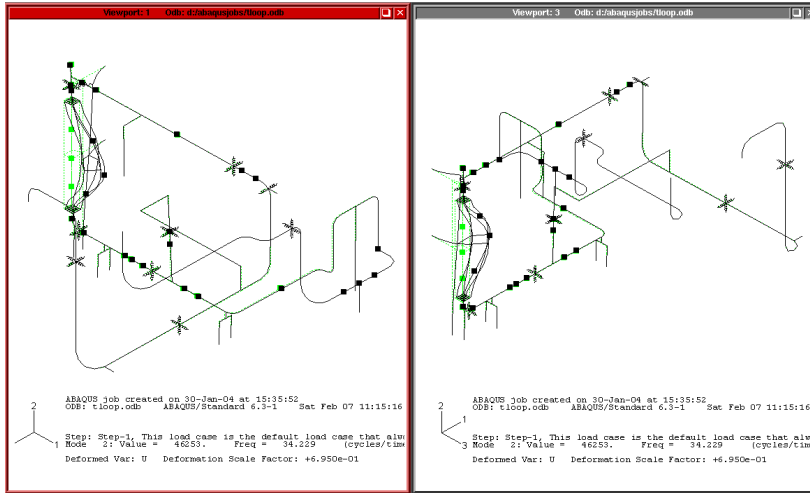 Viewport: 1 Odb: d:/abaqusjobs/tloop.odb
2
1
ABAQUS job created on 30-Jan-04 at 15:35:52
ODB: tloop.odb ABAQUS/Standard 6.3-1 Sat Feb 07 11:15:16
Step: Step-1, This load case is the default load case that
Mode 2: Value = 46253. Freq = 34.229 (cycles/time
Deformed Var: U Deformation Scale Factor: +6.950e-01
Viewport: 3 Odb: d:/abaqusjobs/tloop.odb
2
1
3
ABAQUS job created on 30-Jan-04 at 15:35:52
ODB: tloop.odb ABAQUS/Standard 6.3-1 Sat Feb 07 11:15:16
Step: Step-1, This load case is the default load case that
Mode 2: Value = 46253. Freq = 34.229 (cycles/time
Deformed Var: U Deformation Scale Factor: +6.950e-01